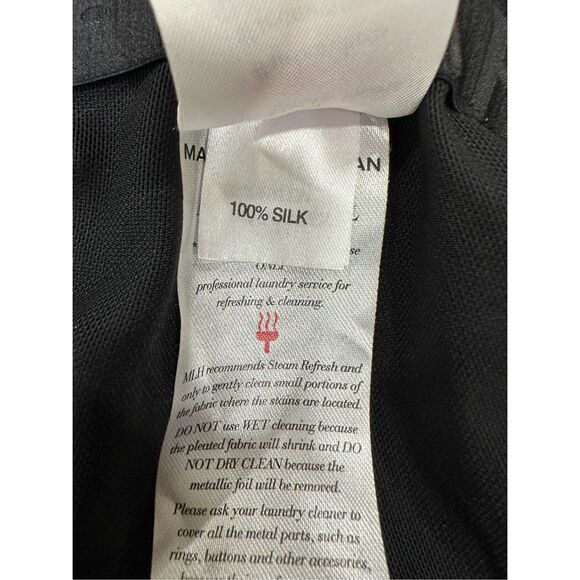 MA AN
100% SILK
* se
ONLY
professional laundry service for
refreshing & cleaning.
MLH recommends Steam Refresh and
only to gently clean small portions of
the fabric where the stains are located.
DO NOT use WET cleaning because
the pleated fabric will shrink and DO
NOT DRY CLEAN because the
metallic foil will be removed.
Please ask your laundry cleaner to
cover all the metal parts, such as
rings, buttons and other accesories,